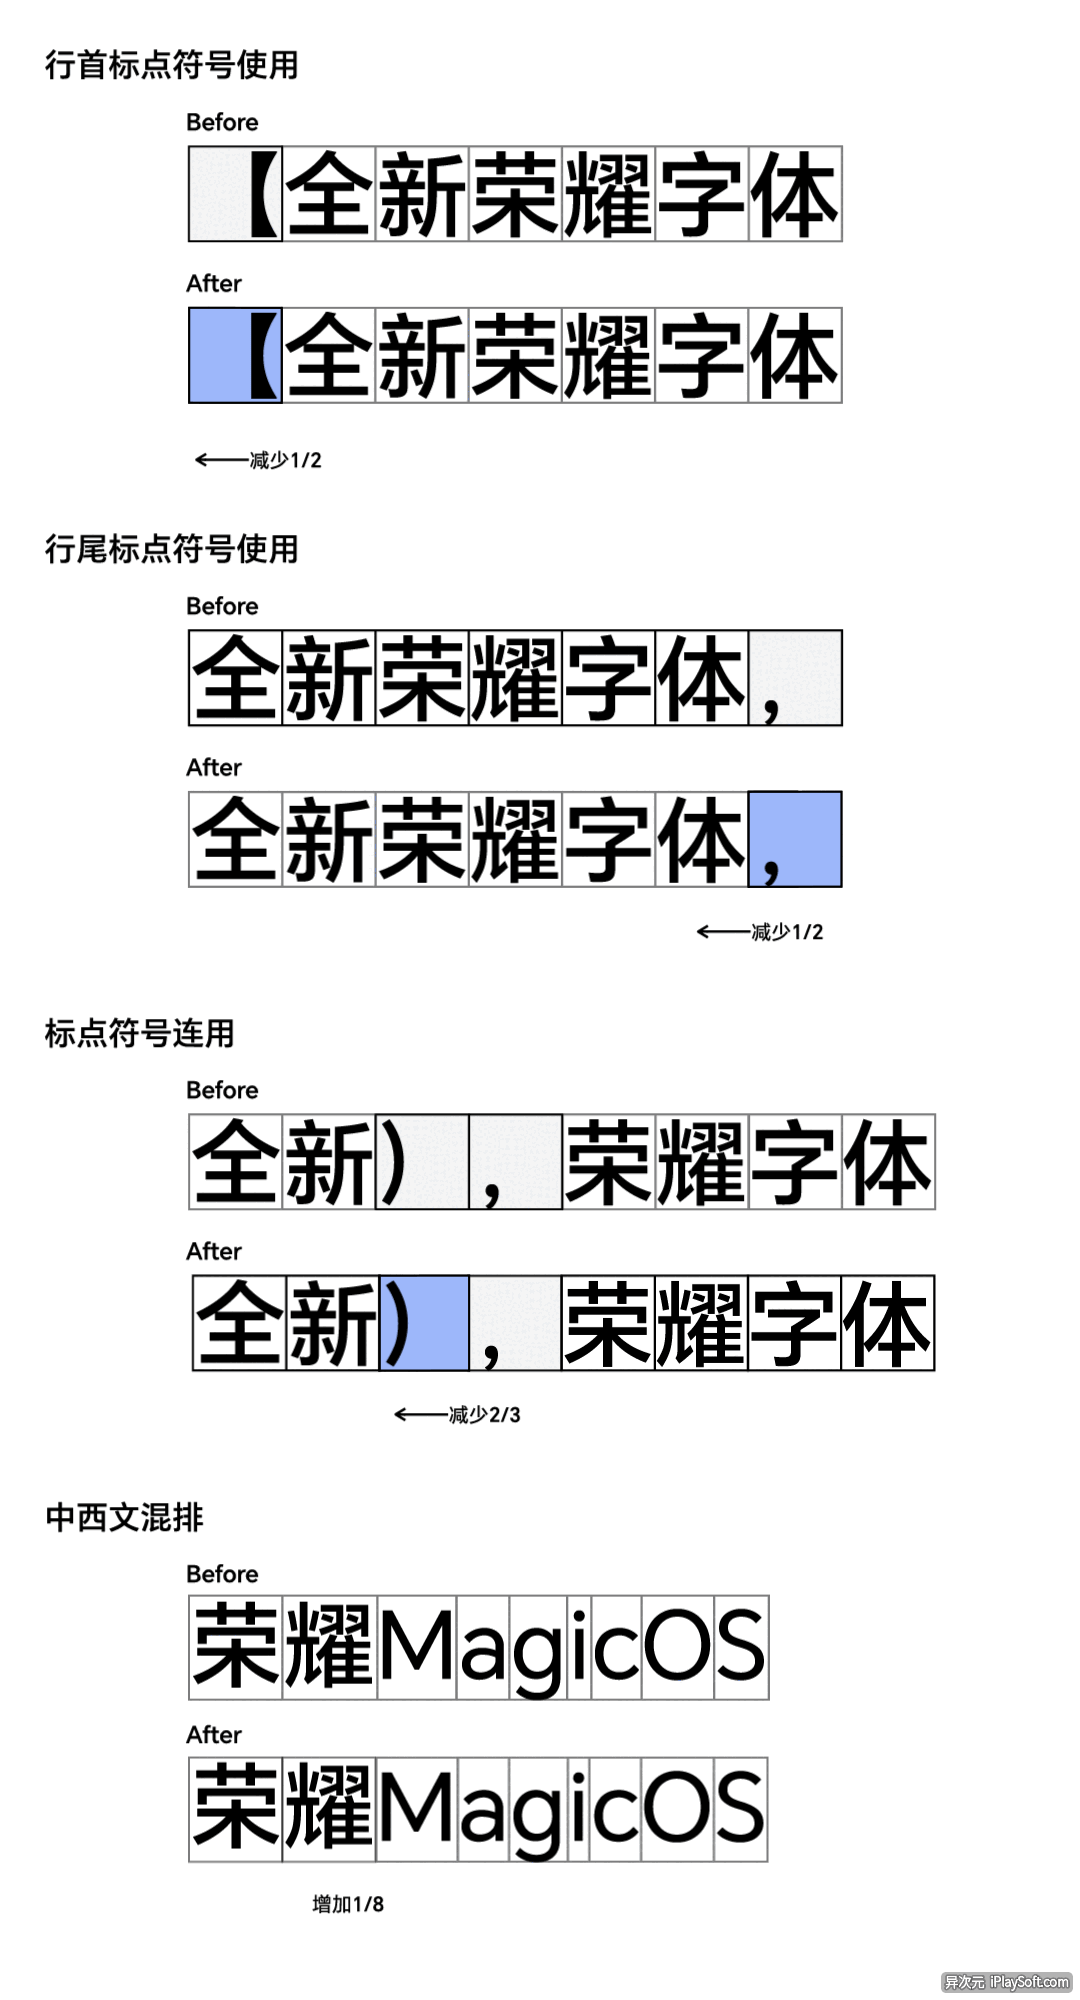 行首标点符号使用
Before
【全新荣耀字体
After
【全新荣耀字体
减少1/2
行尾标点符号使用
Before
全新荣耀字体，
After
全新荣耀字体，
减少1/2
标点符号连用
Before
全新），荣耀字体
After
全新），荣耀字体
减少2/3
中西文混排
Before
荣耀MagicOS
After
荣耀MagicOS
增加1/8
异次元 iPlaySoft.com